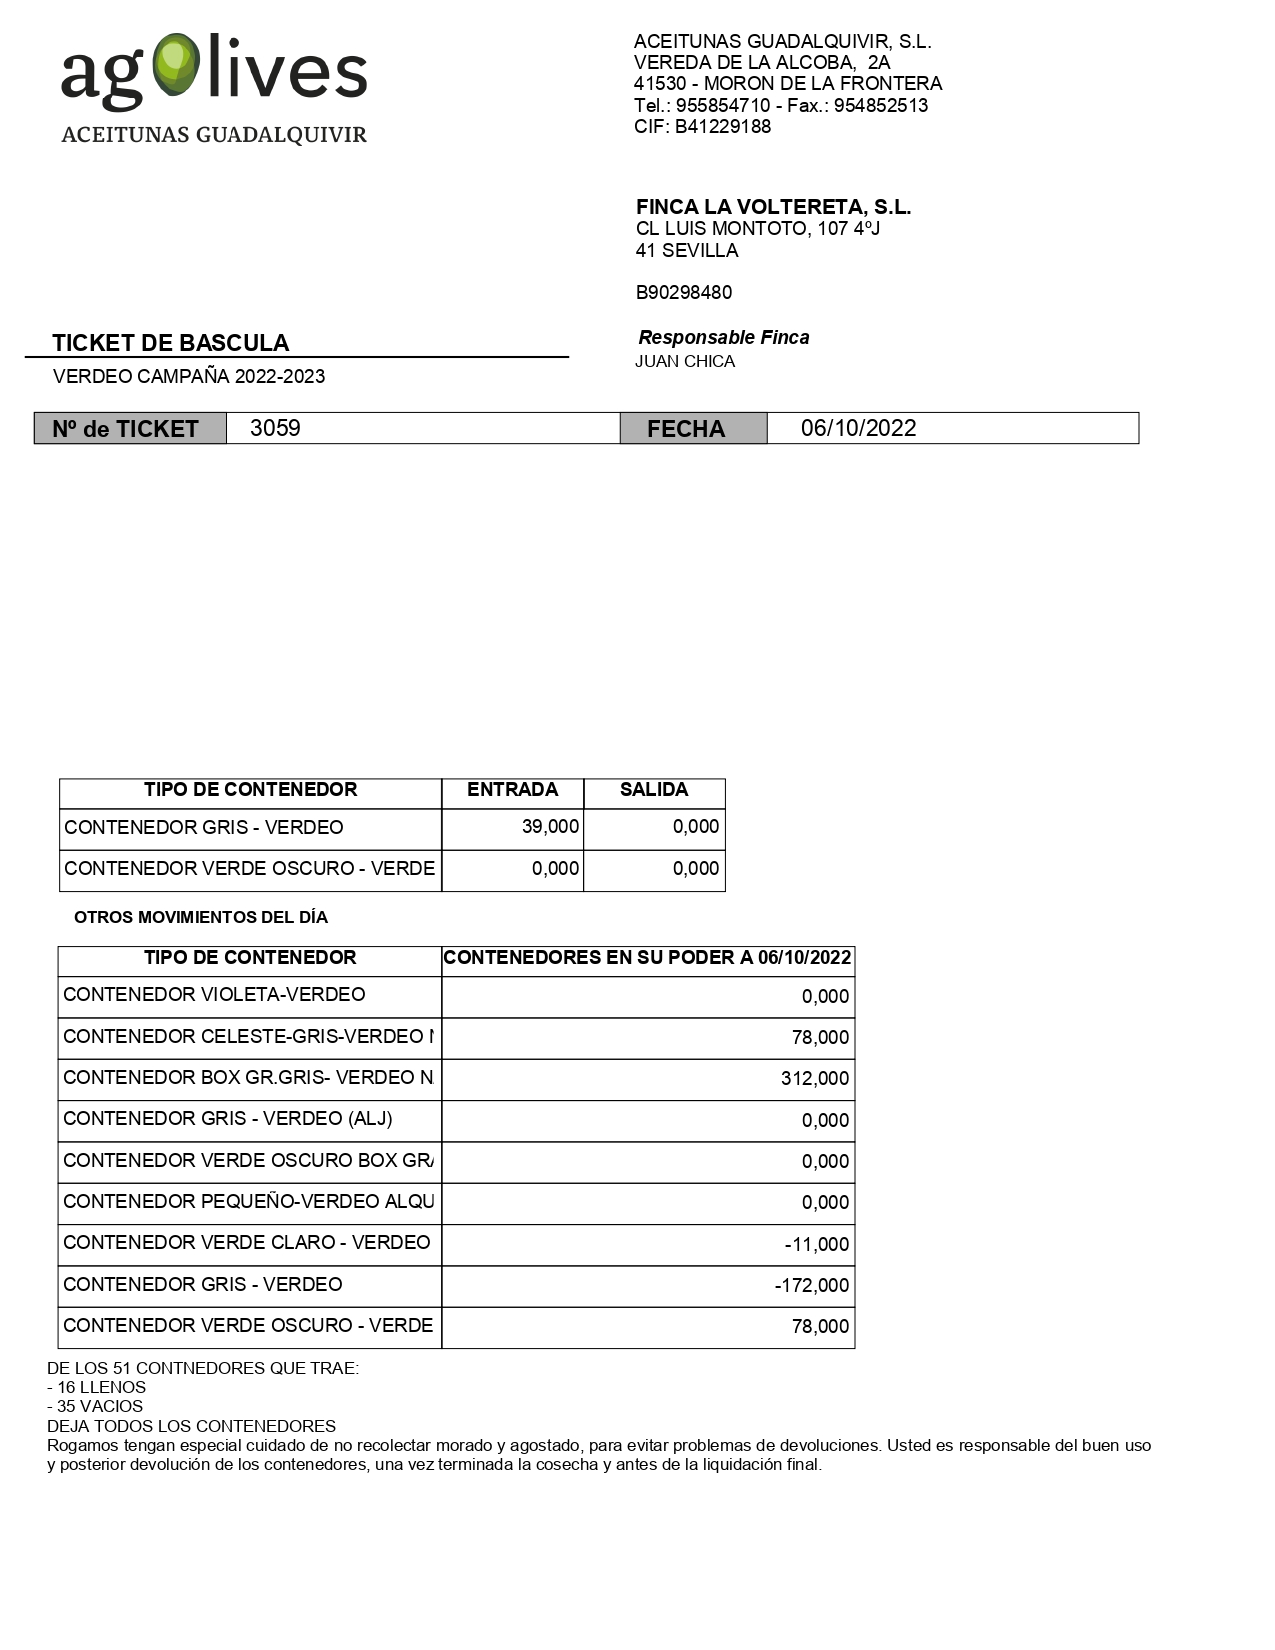 agOlives
ACEITUNAS GUADALQUIVIR
ACEITUNAS GUADALQUIVIR, S.L.
VEREDA DE LA ALCOBA, 2A
41530 - MORON DE LA FRONTERA
Tel.: 955854710 - Fax.: 954852513
CIF: B41229188
FINCA LA VOLTERETA, S.L.
CL LUIS MONTOTO, 107 4ºJ
41 SEVILLA
B90298480
TICKET DE BASCULA
VERDEO CAMPAÑA 2022-2023
Responsable Finca
JUAN CHICA
Nº de TICKET 3059 FECHA 06/10/2022
TIPO DE CONTENEDOR ENTRADA SALIDA
CONTENEDOR GRIS - VERDEO 39,000 0,000
CONTENEDOR VERDE OSCURO - VERDE 0,000 0,000
OTROS MOVIMIENTOS DEL DÍA
TIPO DE CONTENEDOR CONTENEDORES EN SU PODER A 06/10/2022
CONTENEDOR VIOLETA-VERDEO 0,000
CONTENEDOR CELESTE-GRIS-VERDEO 78,000
CONTENEDOR BOX GR.GRIS- VERDEO N 312,000
CONTENEDOR GRIS - VERDEO (ALJ) 0,000
CONTENEDOR VERDE OSCURO BOX GR 0,000
CONTENEDOR PEQUEÑO-VERDEO ALQU 0,000
CONTENEDOR VERDE CLARO - VERDEO -11,000
CONTENEDOR GRIS - VERDEO -172,000
CONTENEDOR VERDE OSCURO - VERDE 78,000
DE LOS 51 CONTNEDORES QUE TRAE:
- 16 LLENOS
- 35 VACIOS
DEJA TODOS LOS CONTENEDORES
Rogamos tengan especial cuidado de no recolectar morado y agostado, para evitar problemas de devoluciones. Usted es responsable del buen uso
y posterior devolución de los contenedores, una vez terminada la cosecha y antes de la liquidación final.